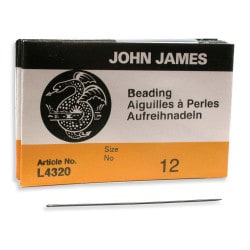 JOHN JAMES
Beading
Aiguilles à Perles
Aufreihnadeln
Size
No
12
Article No.
L4320